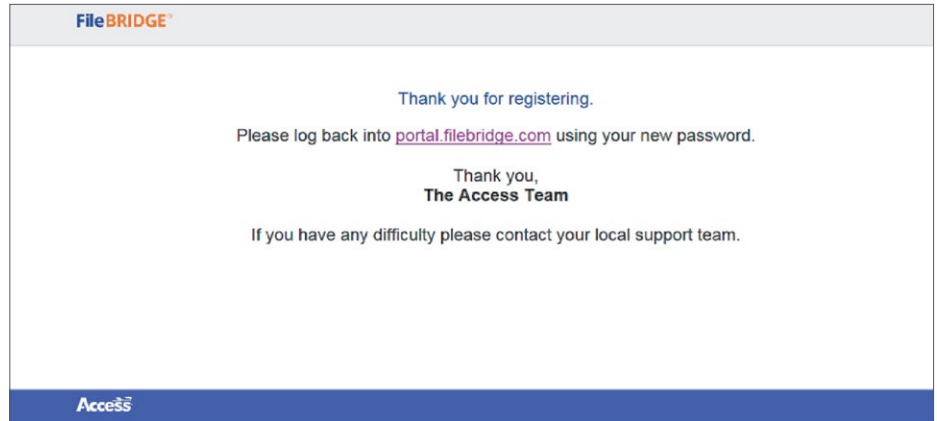 FileBRIDGE®
Thank you for registering.
Please log back into portal.filebridge.com using your new password.
Thank you,
The Access Team
If you have any difficulty please contact your local support team.
Access